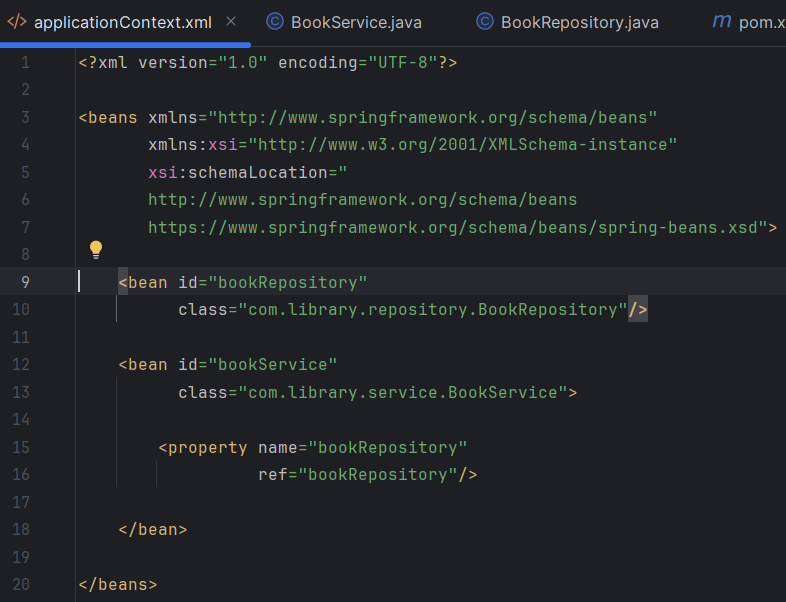 </> applicationContext.xml × © BookService.java © BookRepository.java m pom.x
1 <?xml version="1.0" encoding="UTF-8"?>
2
3 <beans xmlns="http://www.springframework.org/schema/beans"
4 xmlns:xsi="http://www.w3.org/2001/XMLSchema-instance"
5 xsi:schemaLocation="
6 http://www.springframework.org/schema/beans
7 https://www.springframework.org/schema/beans/spring-beans.xsd">
8
9 <bean id="bookRepository"
10 class="com.library.repository.BookRepository"/>
11
12 <bean id="bookService"
13 class="com.library.service.BookService">
14
15 <property name="bookRepository"
16 ref="bookRepository"/>
17
18 </bean>
19
20 </beans>